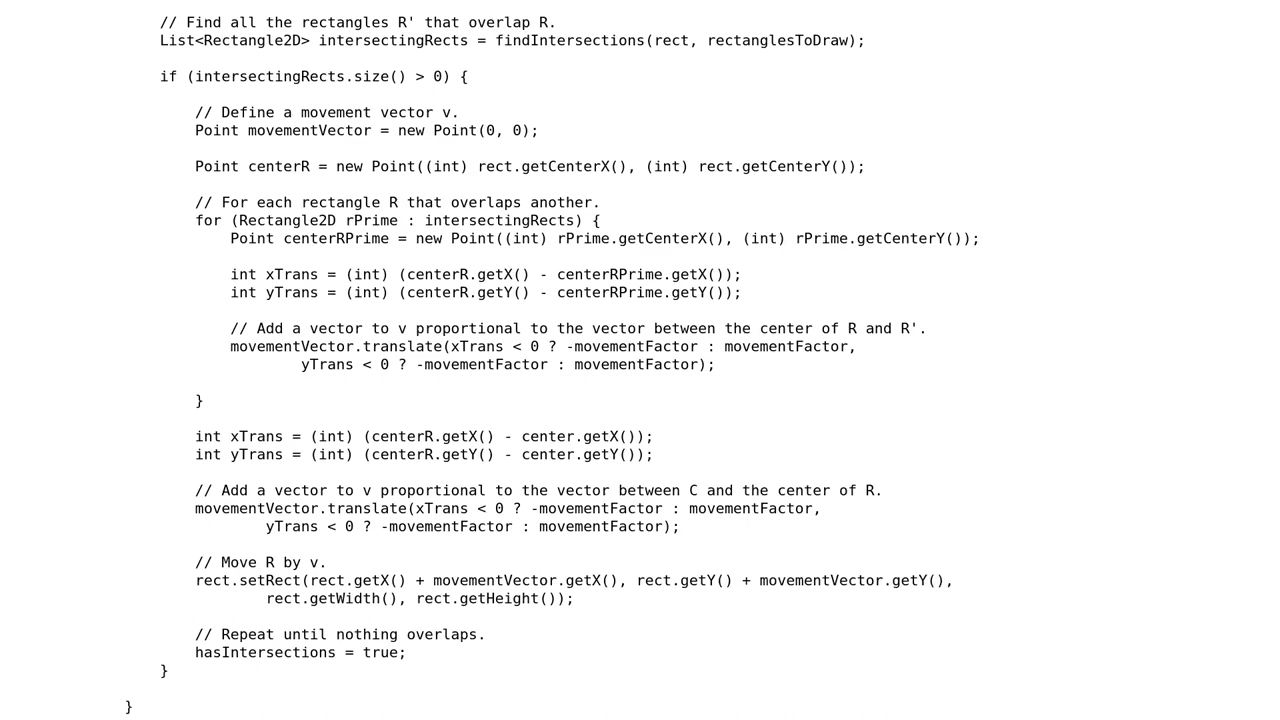 // Find all the rectangles R' that overlap R.
List<Rectangle2D> intersectingRects = findIntersections(rect, rectanglesToDraw);
if (intersectingRects.size() > 0) {
// Define a movement vector v.
Point movementVector = new Point(0, 0);
Point centerR = new Point((int) rect.getCenterX(), (int) rect.getCenterY());
// For each rectangle R that overlaps another.
for (Rectangle2D rPrime : intersectingRects) {
Point centerRPrime = new Point((int) rPrime.getCenterX(), (int) rPrime.getCenterY());
int xTrans = (int) (centerR.getX() - centerRPrime.getX());
int yTrans = (int) (centerR.getY() - centerRPrime.getY());
// Add a vector to v proportional to the vector between the center of R and R'.
movementVector.translate(xTrans < 0 ? -movementFactor : movementFactor,
yTrans < 0 ? -movementFactor : movementFactor);
}
int xTrans = (int) (centerR.getX() - center.getX());
int yTrans = (int) (centerR.getY() - center.getY());
// Add a vector to v proportional to the vector between C and the center of R.
movementVector.translate(xTrans < 0 ? -movementFactor : movementFactor,
yTrans < 0 ? -movementFactor : movementFactor);
// Move R by v.
rect.setRect(rect.getX() + movementVector.getX(), rect.getY() + movementVector.getY(),
rect.getWidth(), rect.getHeight());
// Repeat until nothing overlaps.
hasIntersections = true;
}
}